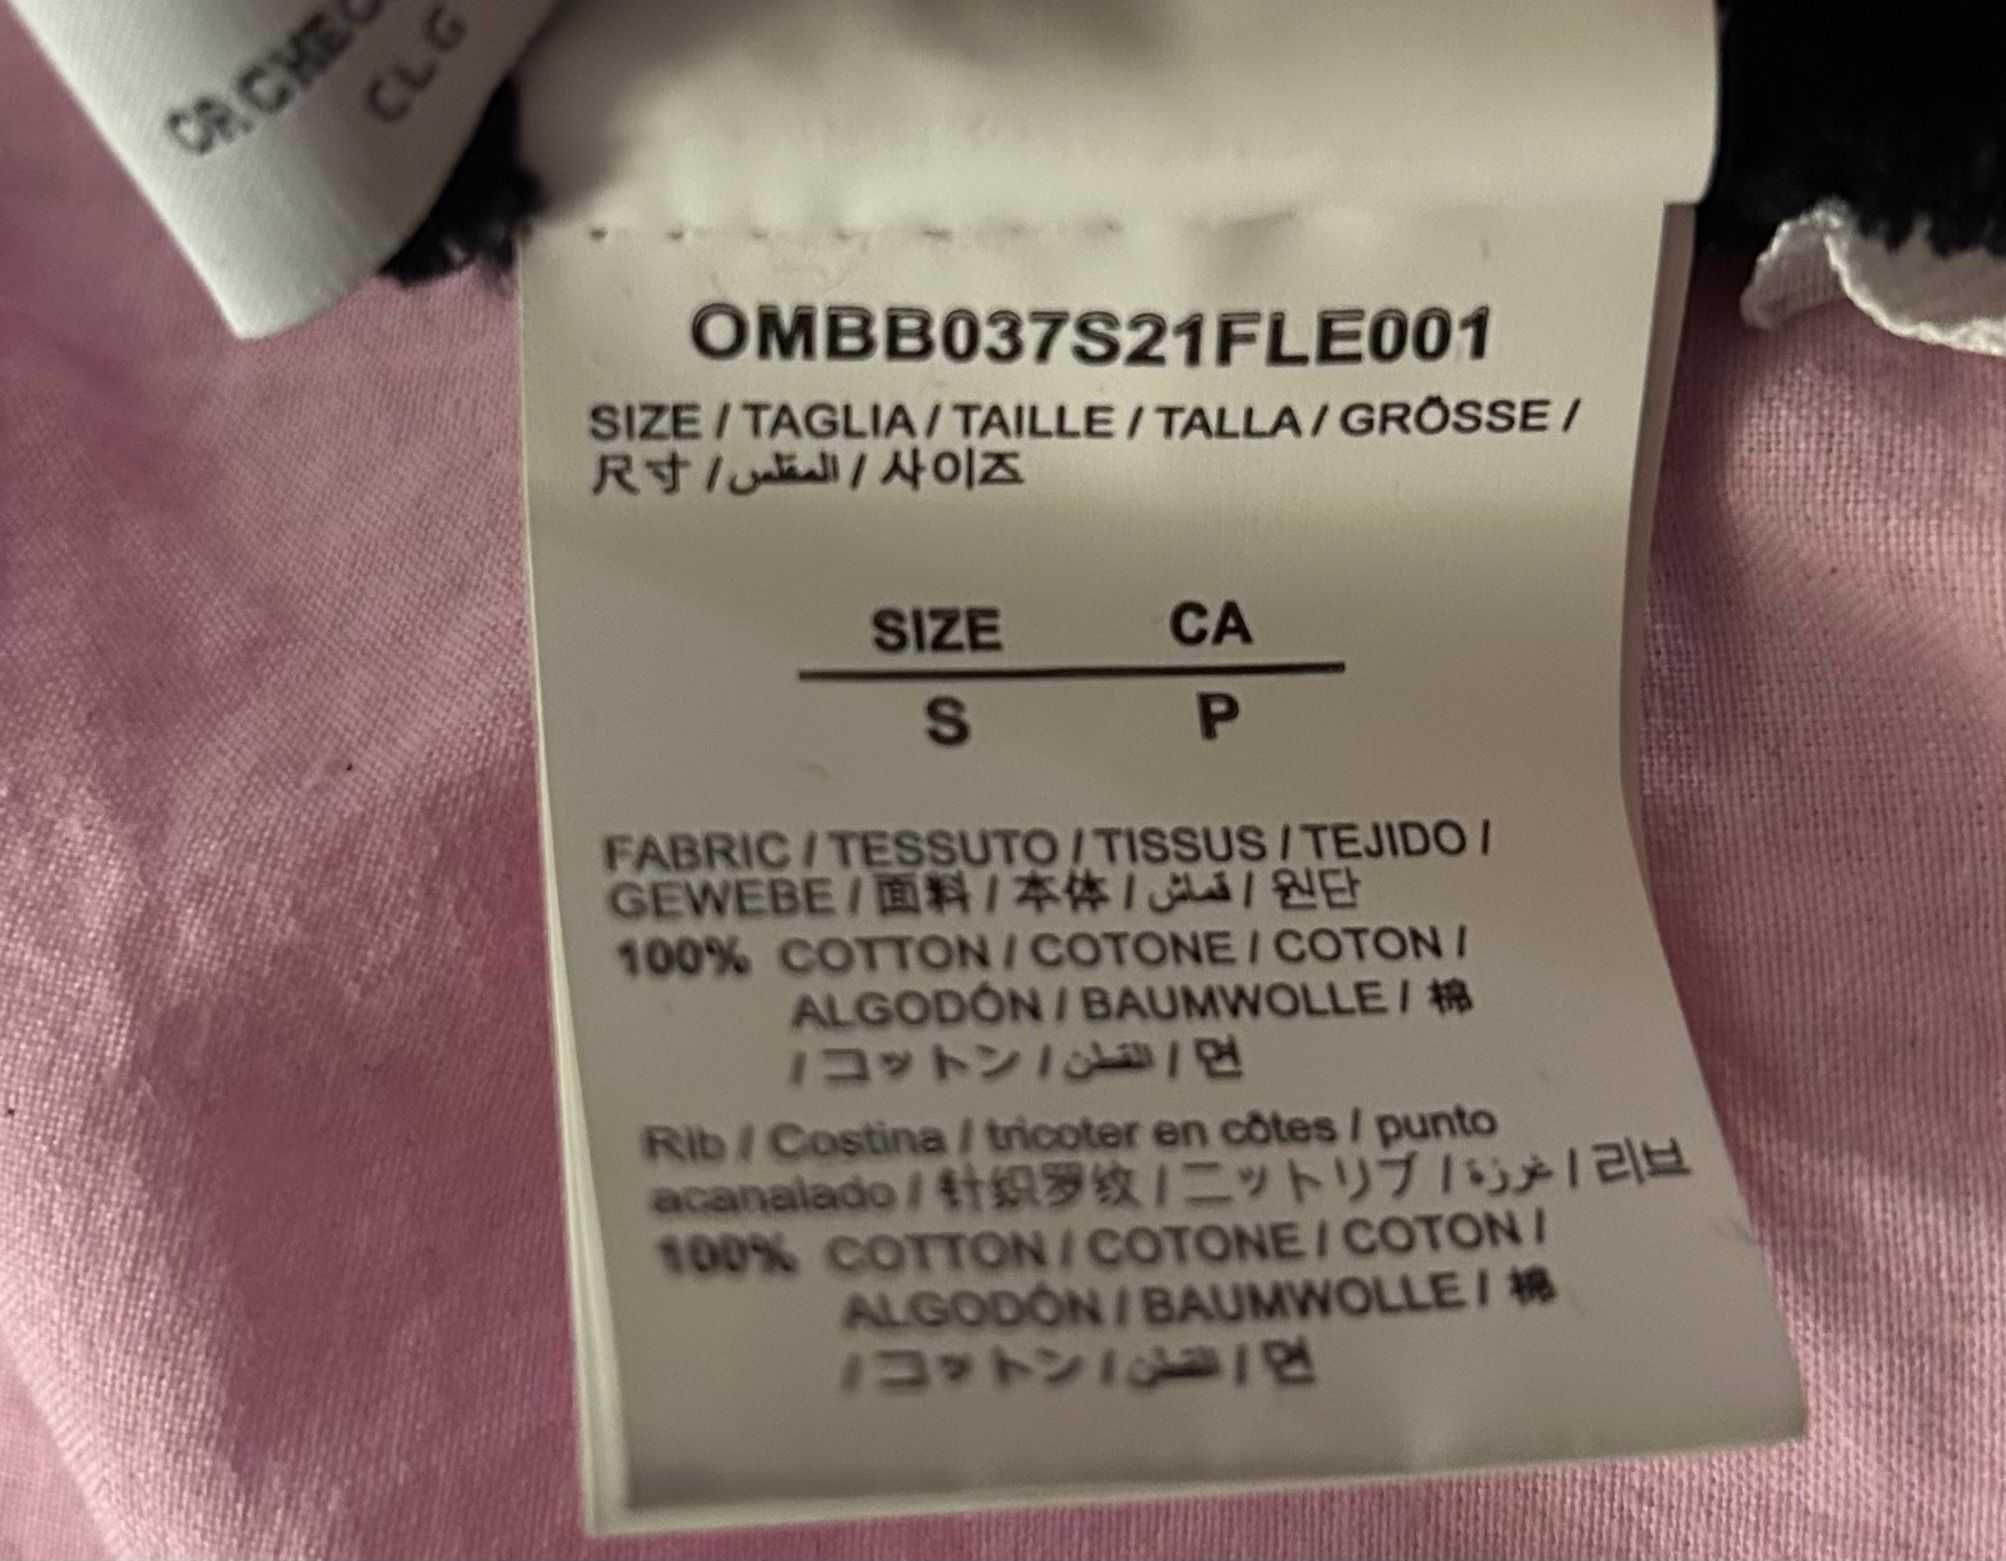 CL G
OMBB037S21FLE001
SIZE / TAGLIA / TAILLE / TALLA / GRÖSSE /
尺寸 / المقاس / 사이즈
SIZE CA
S P
FABRIC / TESSUTO / TISSUS / TEJIDO /
GEWEBE / 面料 / 本体 / قماش / 원단
100% COTTON / COTONE / COTON /
ALGODÓN / BAUMWOLLE / 棉
/ コットン / القطن / 면
Rib / Costina / tricoter en côtes / punto
acanalado / 针织罗纹 / ニットリブ / غرزة / 리브
100% COTTON / COTONE / COTON /
ALGODÓN / BAUMWOLLE / 棉
/ コットン / القطن / 면